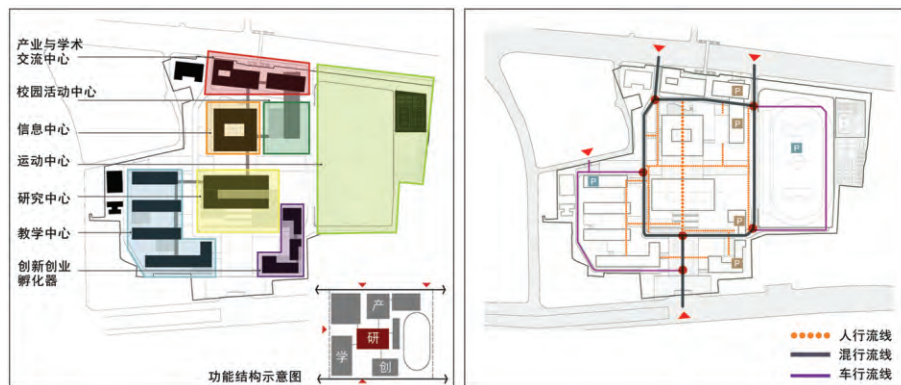 产业与学术
交流中心
校园活动中心
信息中心
运动中心
研究中心
教学中心
创新创业
孵化器
产
研
学
创
功能结构示意图
P
P
P
P
P
P
人行流线
混行流线
车行流线